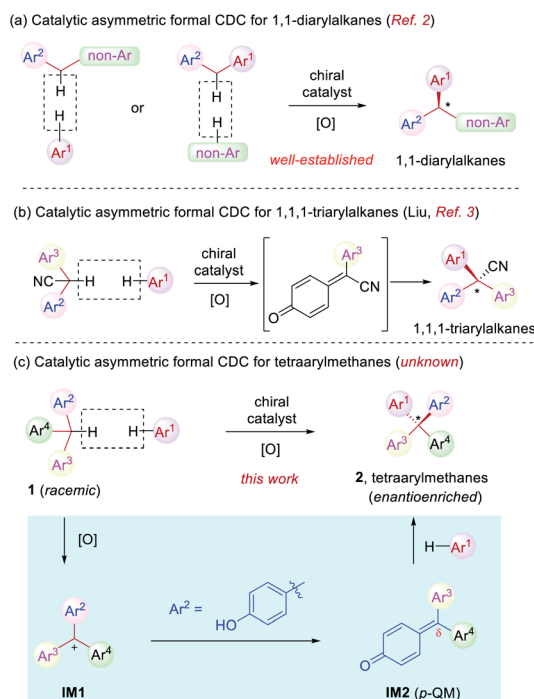 (a) Catalytic asymmetric formal CDC for 1,1-diarylalkanes (Ref. 2)
Ar² non-Ar
H
H
Ar¹
or
Ar² Ar¹
H
H
non-Ar
chiral
catalyst
[O]
well-established
Ar¹
*
Ar² non-Ar
1,1-diarylalkanes
(b) Catalytic asymmetric formal CDC for 1,1,1-triarylalkanes (Liu, Ref. 3)
Ar³
NC H H Ar¹
Ar²
chiral
catalyst
[O]
Ar³
CN
O
Ar¹ CN
Ar² * Ar³
1,1,1-triarylalkanes
(c) Catalytic asymmetric formal CDC for tetraarylmethanes (unknown)
Ar²
Ar⁴ H H Ar¹
Ar³
1 (racemic)
chiral
catalyst
[O]
this work
Ar¹ * Ar²
Ar³ Ar⁴
2, tetraarylmethanes
(enantioenriched)
[O]
H Ar¹
Ar²
Ar³ + Ar⁴
IM1
Ar² =
HO
Ar³
δ Ar⁴
O
IM2 (p-QM)